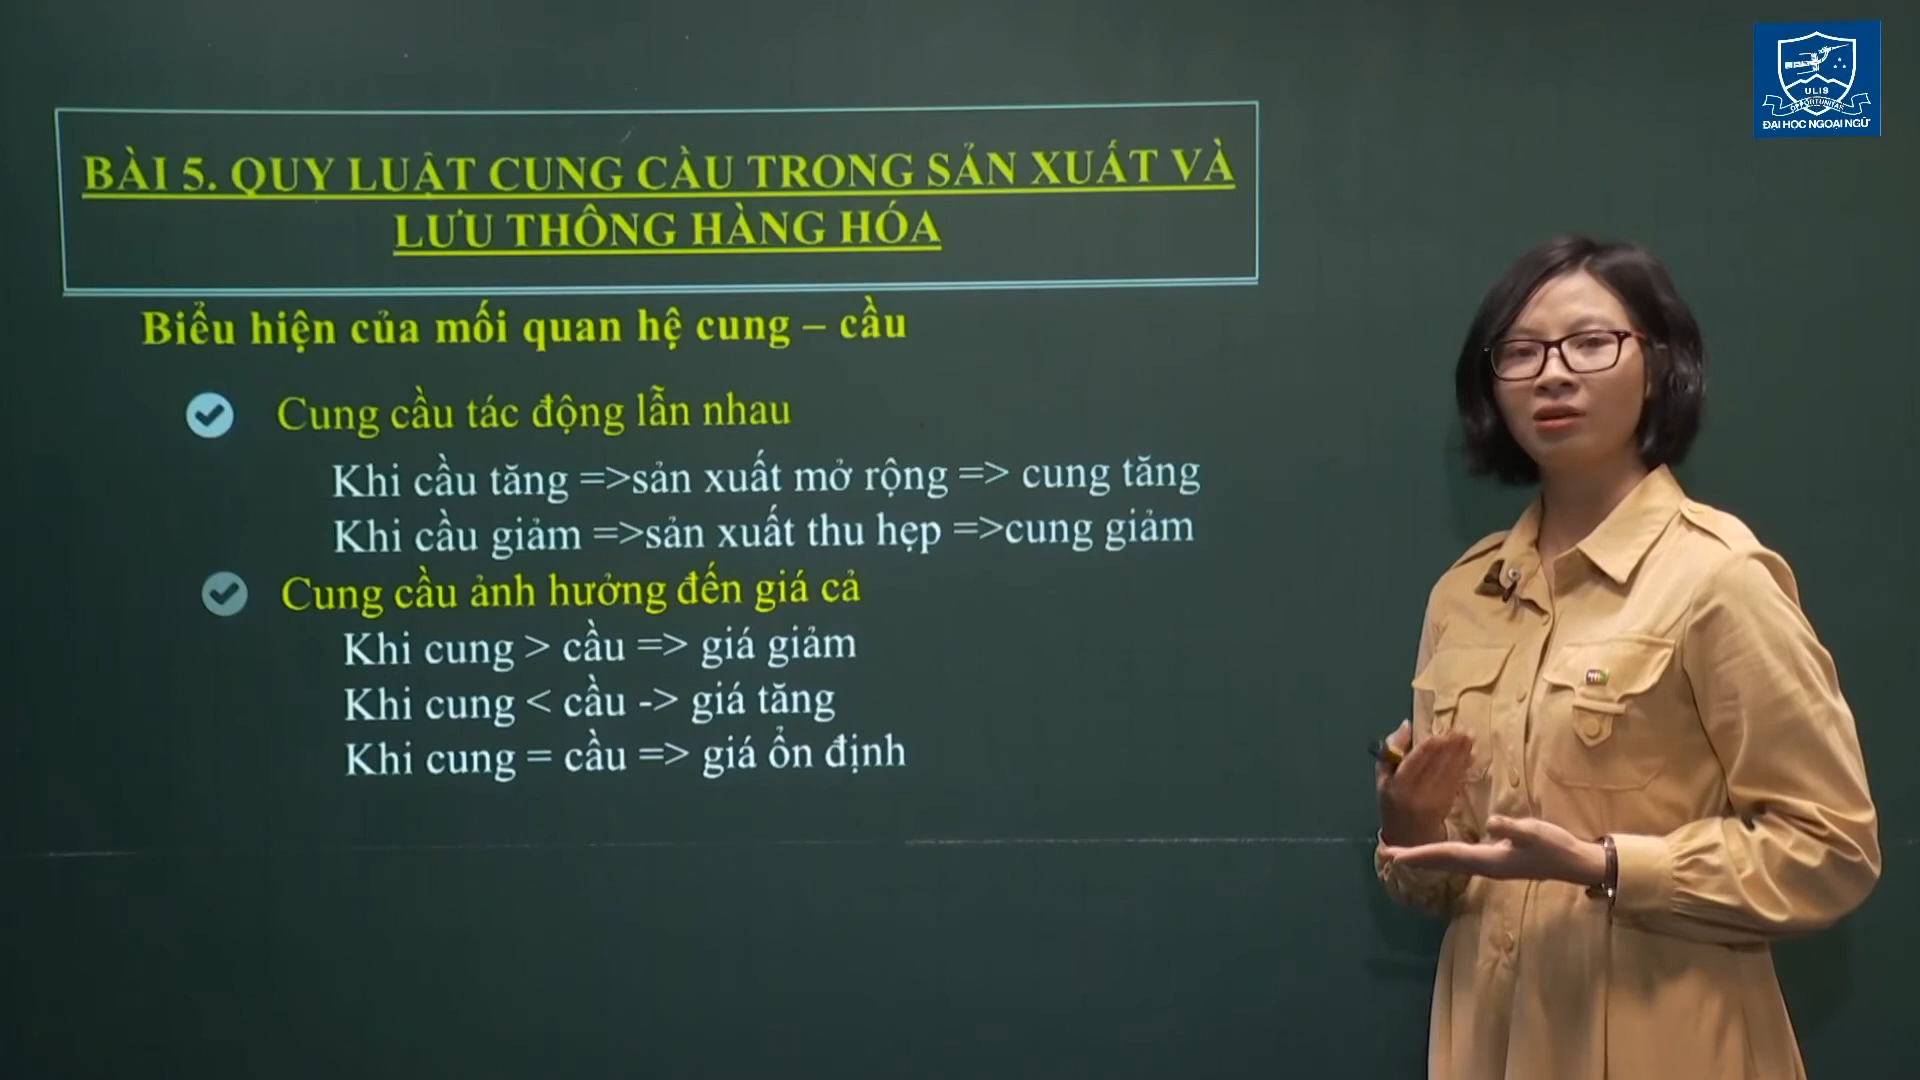 BÀI 5. QUY LUẬT CUNG CẦU TRONG SẢN XUẤT VÀ
LƯU THÔNG HÀNG HÓA
Biểu hiện của mối quan hệ cung – cầu
Cung cầu tác động lẫn nhau
Khi cầu tăng =>sản xuất mở rộng => cung tăng
Khi cầu giảm =>sản xuất thu hẹp =>cung giảm
Cung cầu ảnh hưởng đến giá cả
Khi cung > cầu => giá giảm
Khi cung < cầu -> giá tăng
Khi cung = cầu => giá ổn định
ULIS
OPPORTUNITAS
ĐẠI HỌC NGOẠI NGỮ